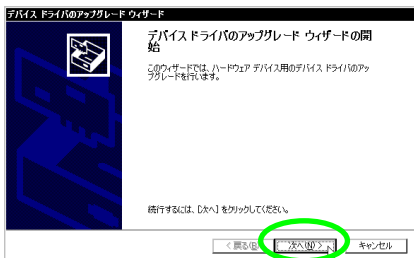 デバイス ドライバのアップグレード ウィザード
デバイス ドライバのアップグレード ウィザードの開
始
このウィザードでは、ハードウェア デバイス用のデバイス ドライバのアッ
プグレードを行います。
続行するには、[次へ] をクリックしてください。
< 戻る(B) 次へ(N) > キャンセル